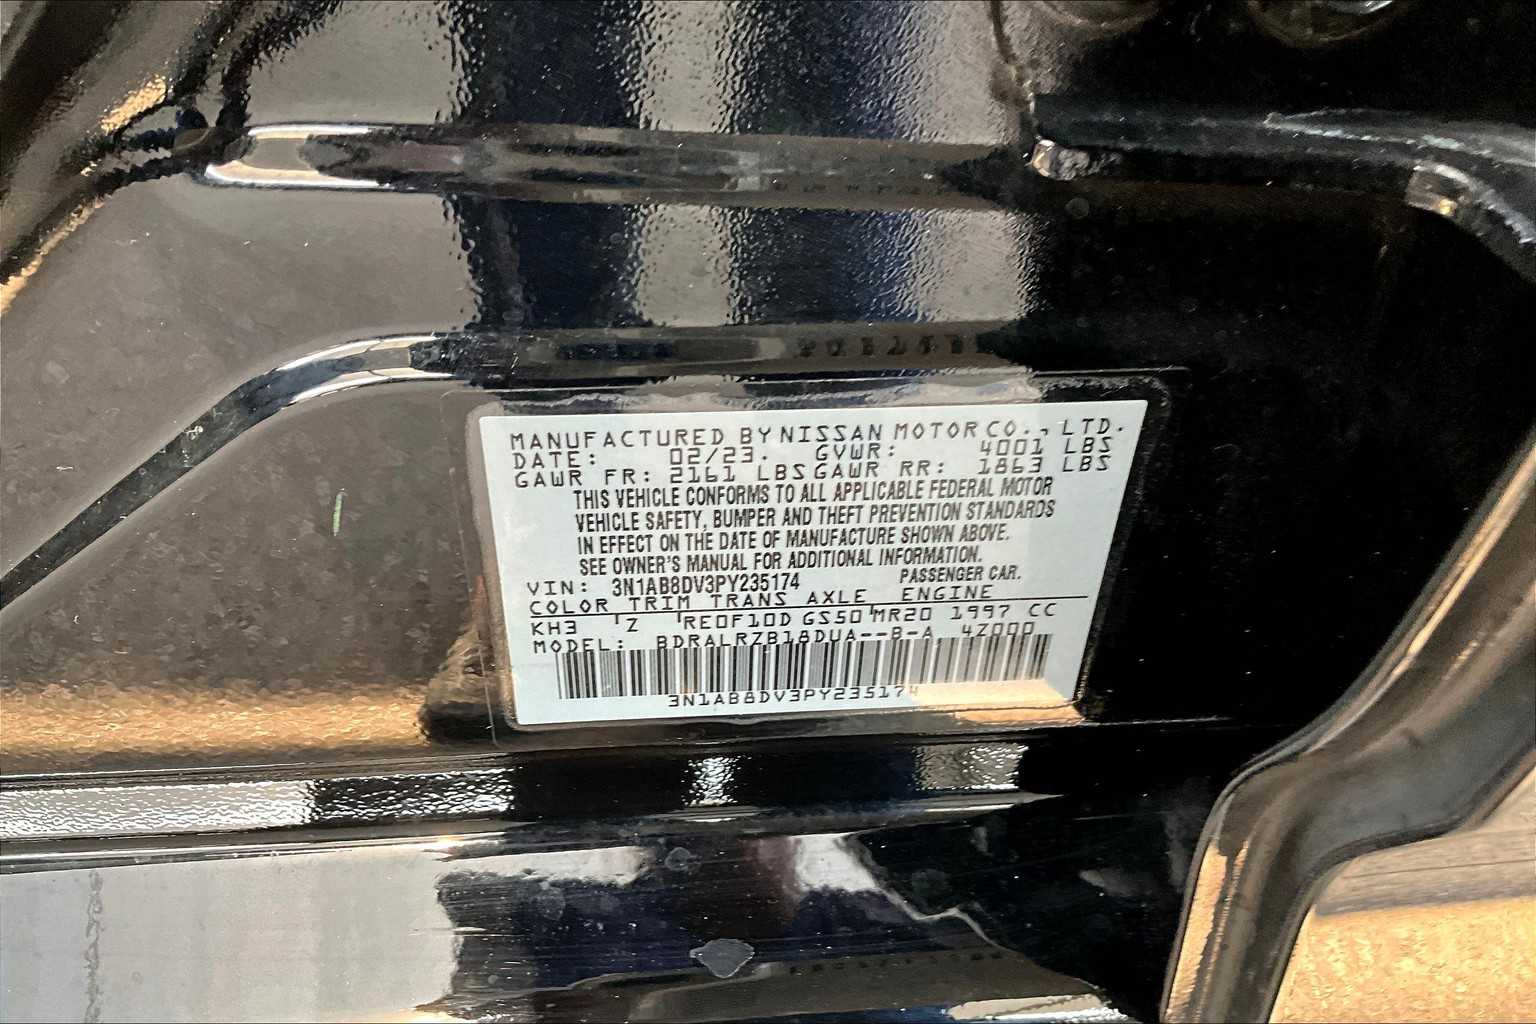 MANUFACTURED BY NISSAN MOTOR CO., LTD.
DATE: 02/23. GVWR: 4001 LBS
GAWR FR: 2161 LBS GAWR RR: 1863 LBS
THIS VEHICLE CONFORMS TO ALL APPLICABLE FEDERAL MOTOR
VEHICLE SAFETY, BUMPER AND THEFT PREVENTION STANDARDS
IN EFFECT ON THE DATE OF MANUFACTURE SHOWN ABOVE.
SEE OWNER'S MANUAL FOR ADDITIONAL INFORMATION.
VIN: 3N1AB8DV3PY235174 PASSENGER CAR.
COLOR TRIM TRANS AXLE ENGINE
KH3 Z RE0F10D GS50 MR20 1997 CC
MODEL: BDRALRZB18DUA--B-A 4Z000
3N1AB8DV3PY235174